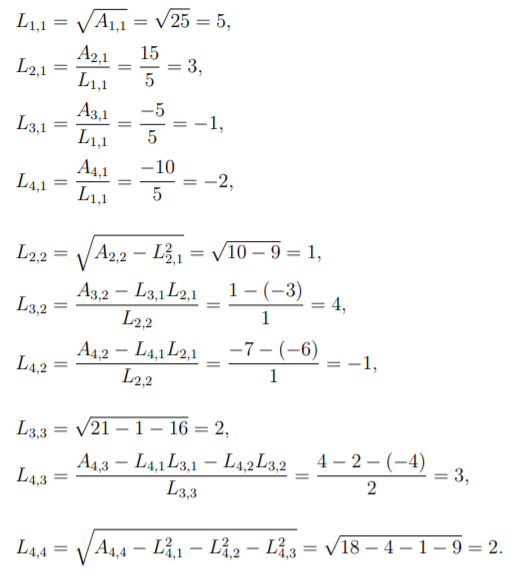 L_{1,1} = \sqrt{A_{1,1}} = \sqrt{25} = 5,
L_{2,1} = \frac{A_{2,1}}{L_{1,1}} = \frac{15}{5} = 3,
L_{3,1} = \frac{A_{3,1}}{L_{1,1}} = \frac{-5}{5} = -1,
L_{4,1} = \frac{A_{4,1}}{L_{1,1}} = \frac{-10}{5} = -2,
L_{2,2} = \sqrt{A_{2,2} - L_{2,1}^2} = \sqrt{10 - 9} = 1,
L_{3,2} = \frac{A_{3,2} - L_{3,1}L_{2,1}}{L_{2,2}} = \frac{1 - (-3)}{1} = 4,
L_{4,2} = \frac{A_{4,2} - L_{4,1}L_{2,1}}{L_{2,2}} = \frac{-7 - (-6)}{1} = -1,
L_{3,3} = \sqrt{21 - 1 - 16} = 2,
L_{4,3} = \frac{A_{4,3} - L_{4,1}L_{3,1} - L_{4,2}L_{3,2}}{L_{3,3}} = \frac{4 - 2 - (-4)}{2} = 3,
L_{4,4} = \sqrt{A_{4,4} - L_{4,1}^2 - L_{4,2}^2 - L_{4,3}^2} = \sqrt{18 - 4 - 1 - 9} = 2.